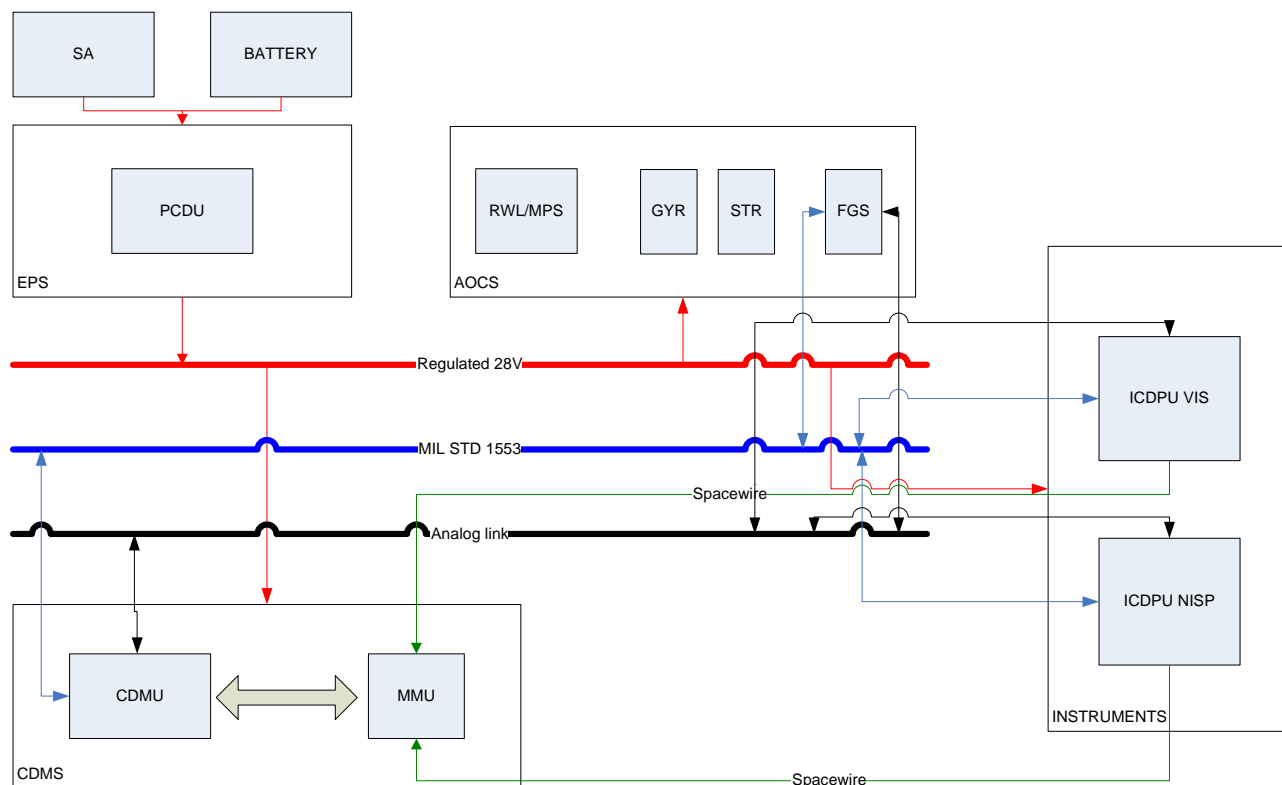 SA
BATTERY
PCDU
EPS
RWL/MPS
GYR
STR
FGS
AOCS
Regulated 28V
ICDPU VIS
MIL STD 1553
Spacewire
Analog link
ICDPU NISP
CDMU
MMU
INSTRUMENTS
CDMS
Spacewire